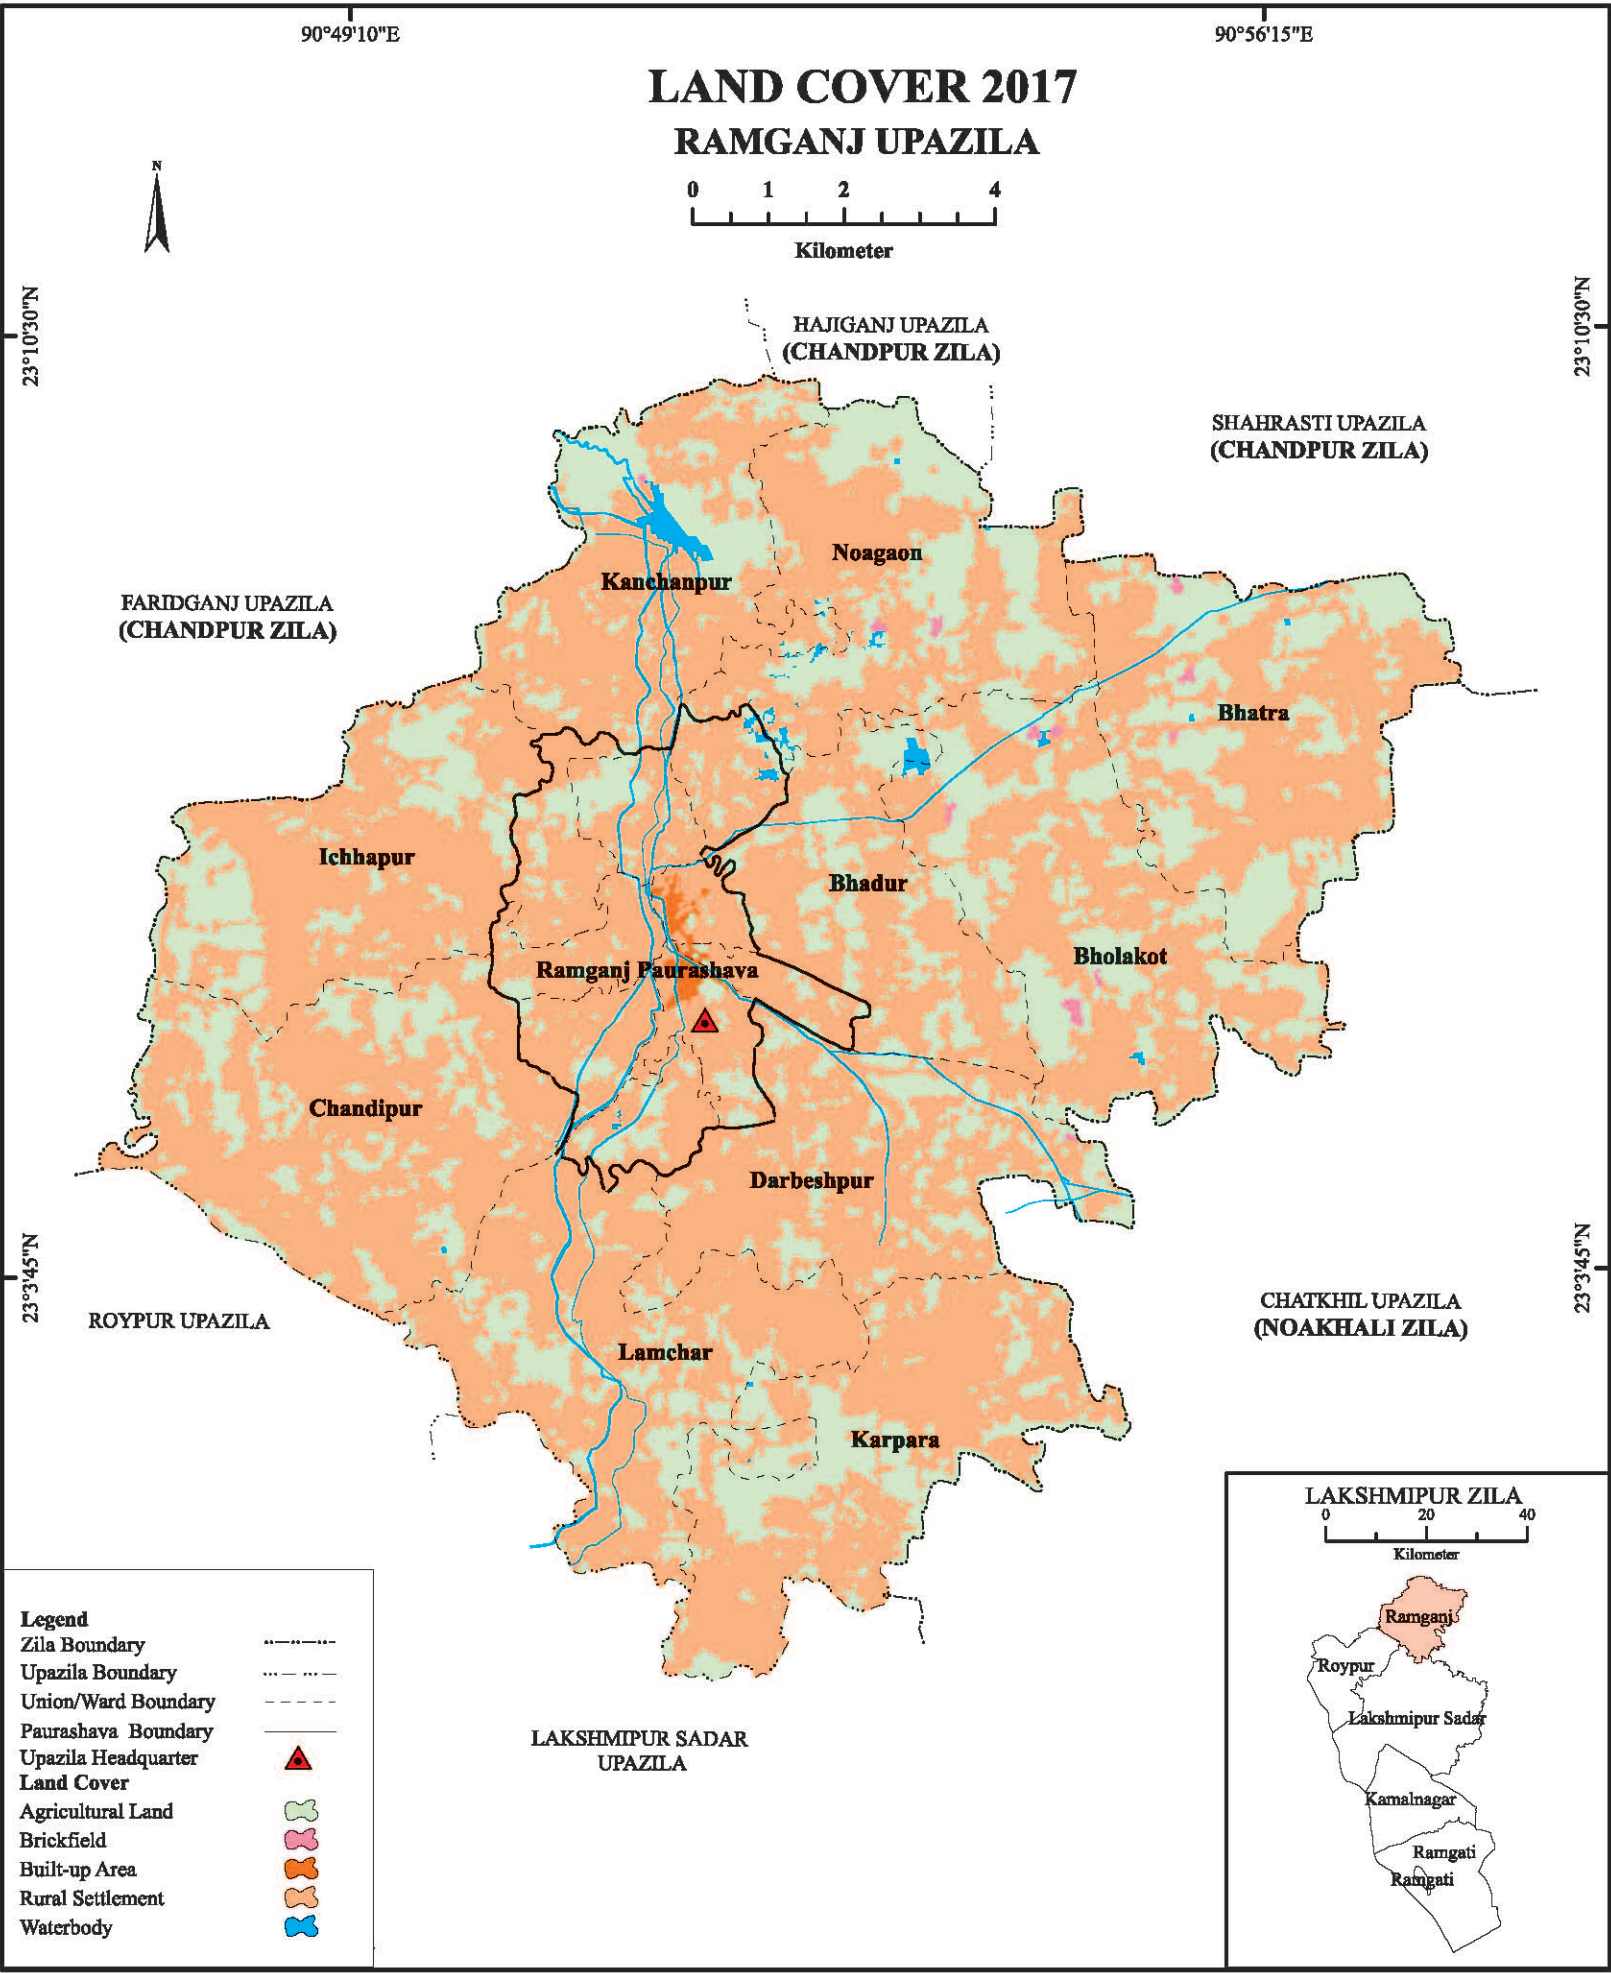 90°49'10"E
90°56'15"E
LAND COVER 2017
RAMGANJ UPAZILA
N
0 1 2 4
Kilometer
23°10'30"N
23°10'30"N
HAJIGANJ UPAZILA
(CHANDPUR ZILA)
SHAHRASTI UPAZILA
(CHANDPUR ZILA)
Noagaon
Kanchanpur
FARIDGANJ UPAZILA
(CHANDPUR ZILA)
Bhatra
Ichhapur
Bhadur
Bholakot
Ramganj Paurashava
Chandipur
Darbeshpur
23°3'45"N
23°3'45"N
ROYPUR UPAZILA
CHATKHIL UPAZILA
(NOAKHALI ZILA)
Lamchar
Karpara
LAKSHMIPUR SADAR
UPAZILA
Legend
Zila Boundary
Upazila Boundary
Union/Ward Boundary
Paurashava Boundary
Upazila Headquarter
Land Cover
Agricultural Land
Brickfield
Built-up Area
Rural Settlement
Waterbody
LAKSHMIPUR ZILA
0 20 40
Kilometer
Ramganj
Roypur
Lakshmipur Sadar
Kamalnagar
Ramgati
Ramgati